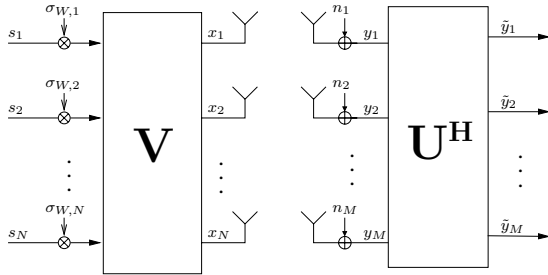 σ_{W,1} n_1
s_1 x_1 y_1 ỹ_1
σ_{W,2} n_2
s_2 x_2 y_2 ỹ_2
V U^H
σ_{W,N} n_M
s_N x_N y_M ỹ_M